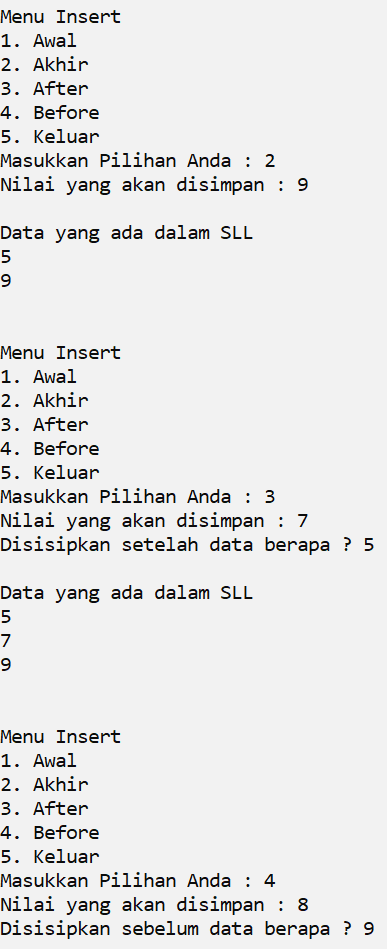 Menu Insert
1. Awal
2. Akhir
3. After
4. Before
5. Keluar
Masukkan Pilihan Anda : 2
Nilai yang akan disimpan : 9
Data yang ada dalam SLL
5
9
Menu Insert
1. Awal
2. Akhir
3. After
4. Before
5. Keluar
Masukkan Pilihan Anda : 3
Nilai yang akan disimpan : 7
Disisipkan setelah data berapa ? 5
Data yang ada dalam SLL
5
7
9
Menu Insert
1. Awal
2. Akhir
3. After
4. Before
5. Keluar
Masukkan Pilihan Anda : 4
Nilai yang akan disimpan : 8
Disisipkan sebelum data berapa ? 9